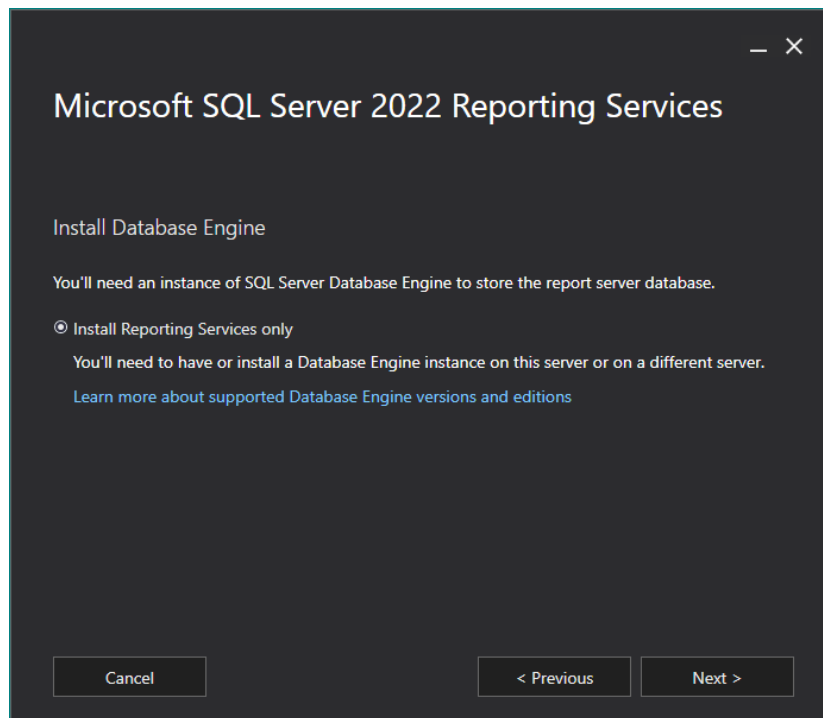 Microsoft SQL Server 2022 Reporting Services
Install Database Engine
You'll need an instance of SQL Server Database Engine to store the report server database.
Install Reporting Services only
You'll need to have or install a Database Engine instance on this server or on a different server.
Learn more about supported Database Engine versions and editions
Cancel
< Previous
Next >